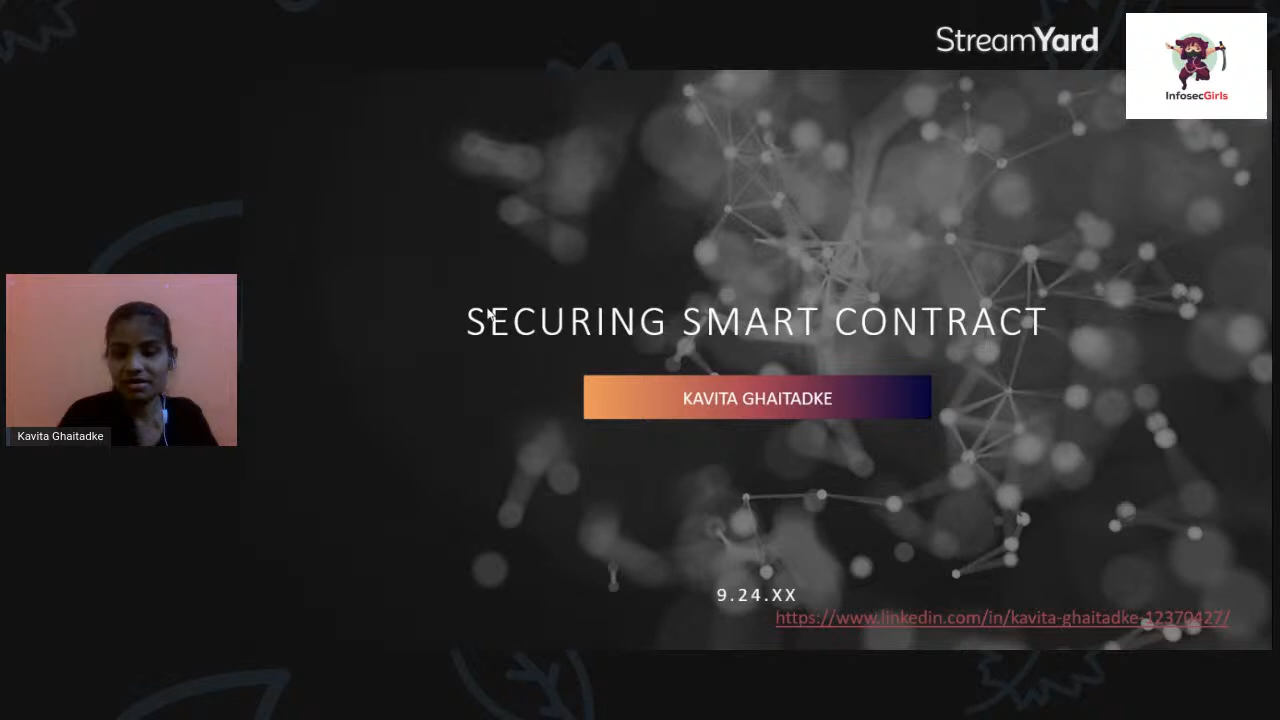 StreamYard
InfosecGirls
SECURING SMART CONTRACT
KAVITA GHAITADKE
Kavita Ghaitadke
9.24.XX
https://www.linkedin.com/in/kavita-ghaitadke-12370427/